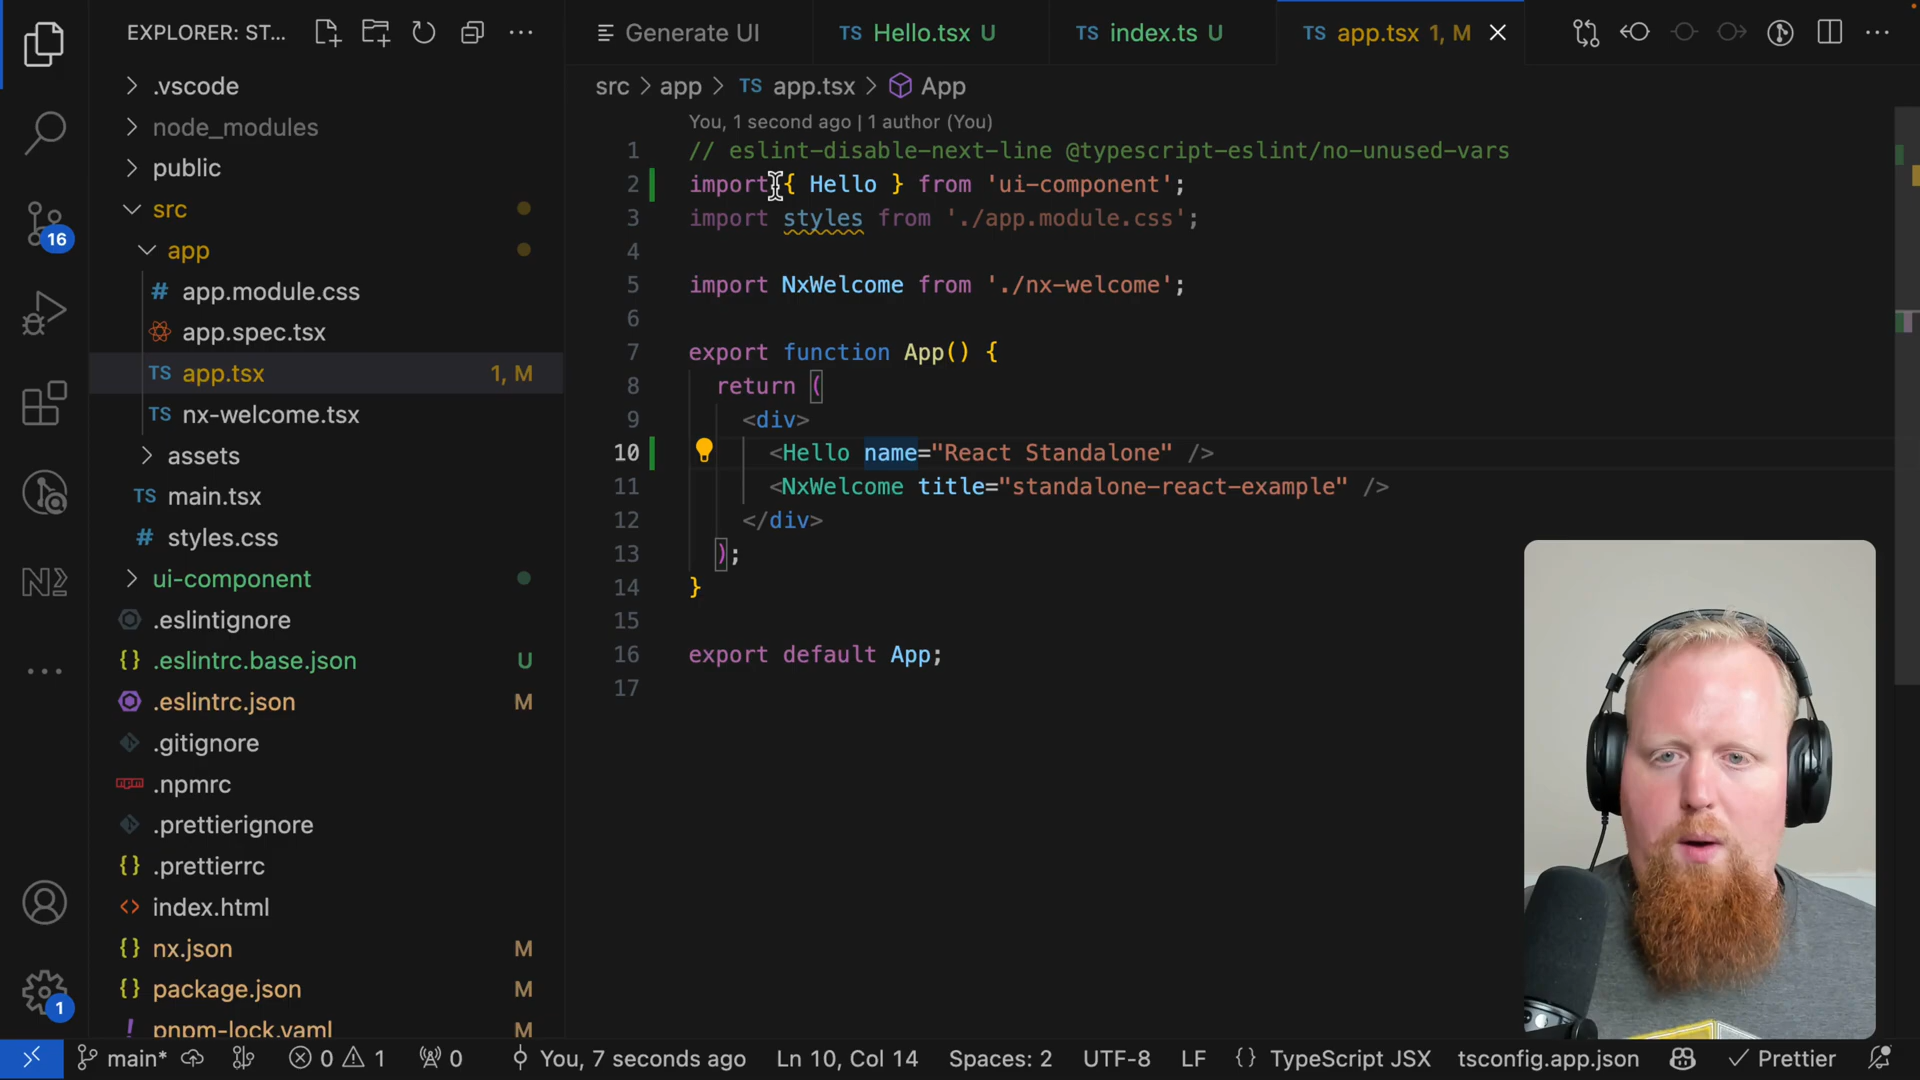 EXPLORER: ST...
.vscode
node_modules
public
src
app
# app.module.css
app.spec.tsx
TS app.tsx 1, M
TS nx-welcome.tsx
assets
TS main.tsx
# styles.css
ui-component
.eslintignore
{} .eslintrc.base.json U
.eslintrc.json M
.gitignore
.npmrc
.prettierignore
{} .prettierrc
<> index.html
{} nx.json M
{} package.json M
! pnpm-lock.yaml M
16
1
Generate UI
TS Hello.tsx U
TS index.ts U
TS app.tsx 1, M
src > app > TS app.tsx > App
You, 1 second ago | 1 author (You)
1 // eslint-disable-next-line @typescript-eslint/no-unused-vars
2 import { Hello } from 'ui-component';
3 import styles from './app.module.css';
4
5 import NxWelcome from './nx-welcome';
6
7 export function App() {
8 return (
9 <div>
10 <Hello name="React Standalone" />
11 <NxWelcome title="standalone-react-example" />
12 </div>
13 );
14 }
15
16 export default App;
17
main* 0 1 0 You, 7 seconds ago Ln 10, Col 14 Spaces: 2 UTF-8 LF {} TypeScript JSX tsconfig.app.json Prettier